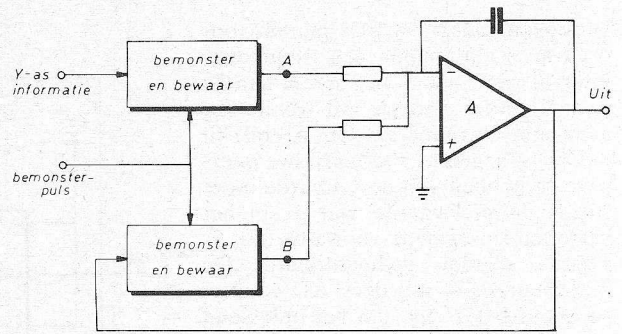 bemonster
en bewaar
A
Y-as
informatie
−
A
+
Uit
bemonster-
puls
bemonster
en bewaar
B